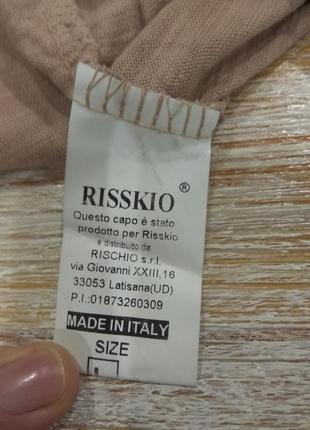 RISSKIO ®
Questo capo è stato
prodotto per Risskio
e distribuito da
RISCHIO s.r.l.
via Giovanni XXIII,16
33053 Latisana(UD)
P.I.:01873260309
MADE IN ITALY
SIZE
L